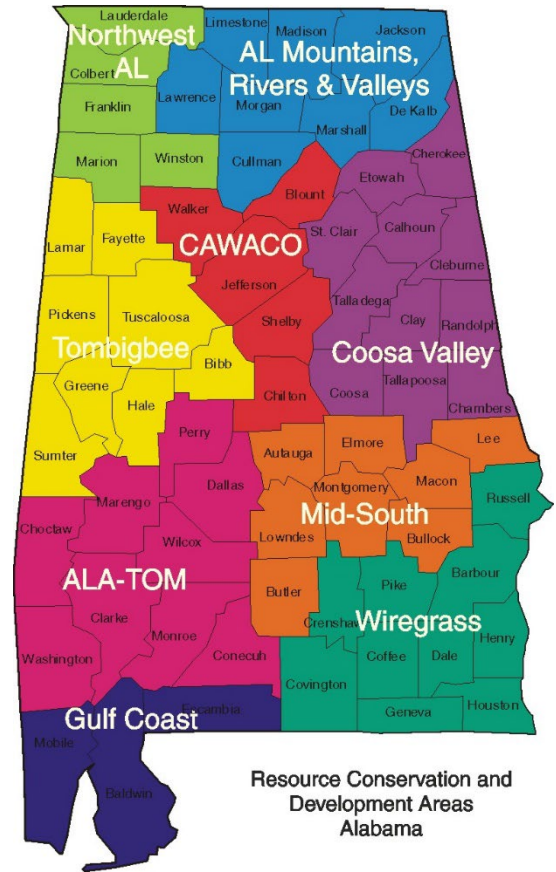 Lauderdale
Northwest
AL
Colbert
Franklin
Marion
Winston
Limestone
Madison
Jackson
AL Mountains,
Rivers & Valleys
Lawrence
Morgan
Marshall
De Kalb
Cullman
Cherokee
Etowah
Blount
Walker
CAWACO
Jefferson
Shelby
Chilton
St. Clair
Calhoun
Cleburne
Talladega
Clay
Randolph
Coosa Valley
Coosa
Tallapoosa
Chambers
Lamar
Fayette
Pickens
Tuscaloosa
Tombigbee
Bibb
Greene
Hale
Sumter
Perry
Dallas
Marengo
Choctaw
Wilcox
ALA-TOM
Clarke
Monroe
Washington
Conecuh
Autauga
Elmore
Lee
Macon
Montgomery
Mid-South
Lowndes
Bullock
Butler
Russell
Pike
Barbour
Crenshaw
Wiregrass
Henry
Coffee
Dale
Covington
Geneva
Houston
Gulf Coast
Escambia
Mobile
Baldwin
Resource Conservation and
Development Areas
Alabama